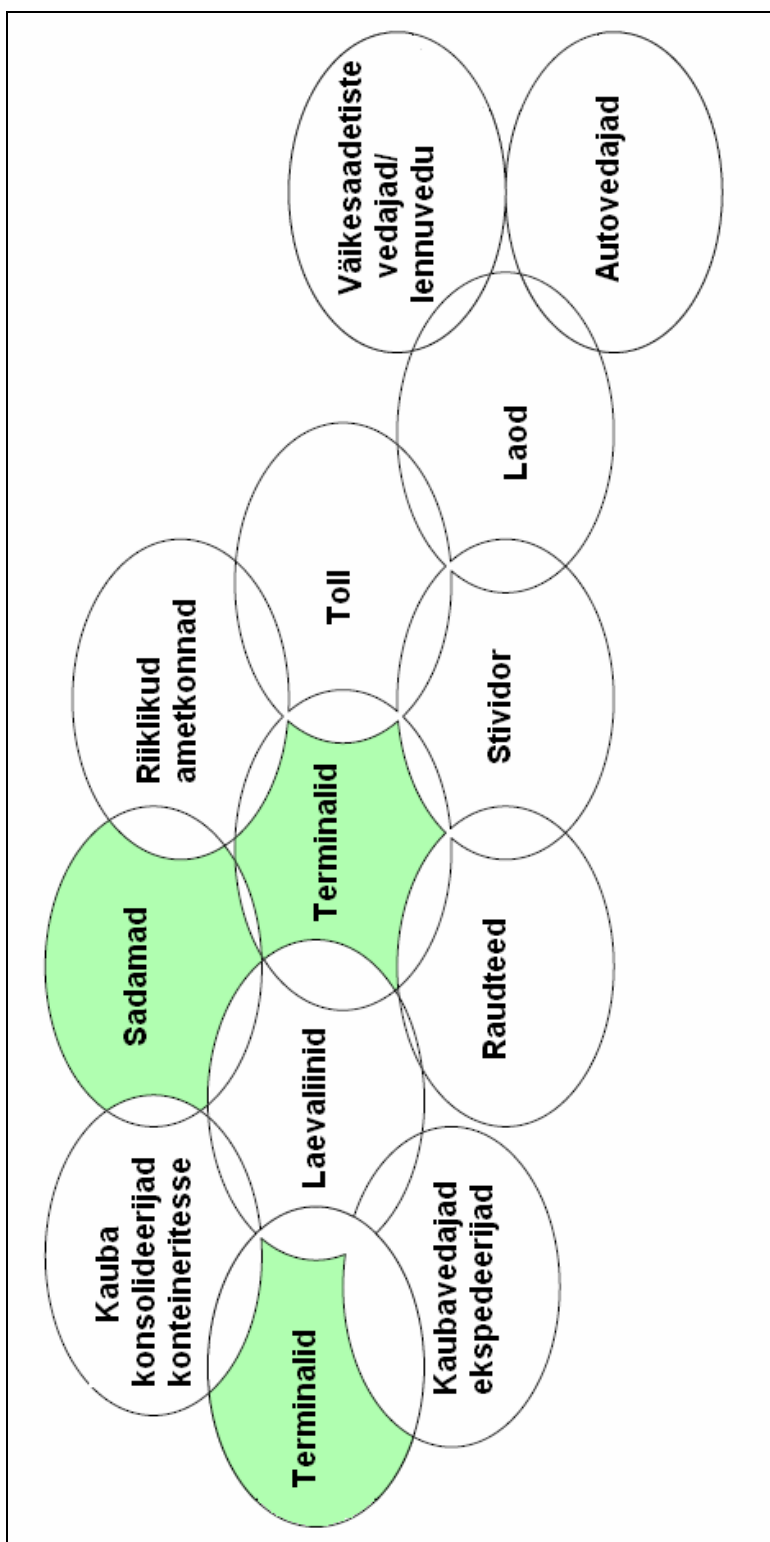 Kauba
konsolideerijad
konteineritesse
Sadamad
Riiklikud
ametkonnad
Väikesaadetiste
vedajad/
lennuvedu
Terminalid
Laevaliinid
Terminalid
Toll
Kaubavedajad
ekspedeerijad
Raudteed
Stividor
Laod
Autovedajad